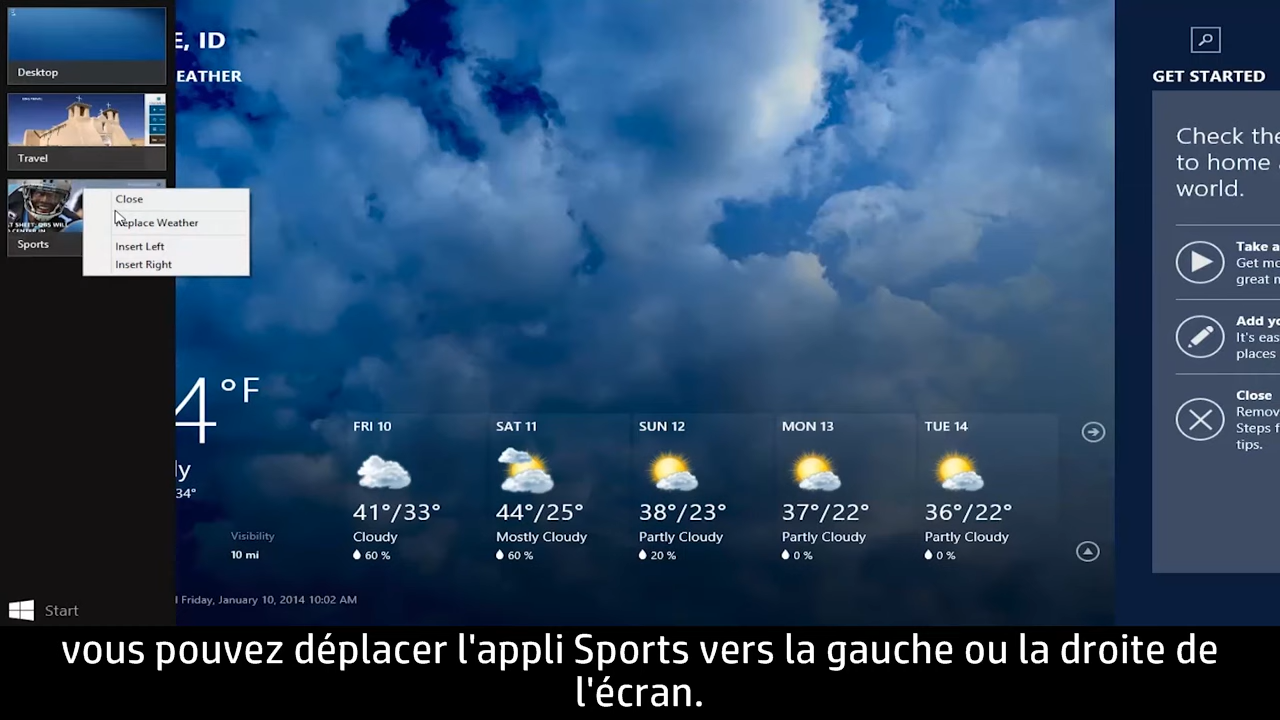 Desktop
Travel
Sports
Close
Replace Weather
Insert Left
Insert Right
Start
E, ID
EATHER
4°F
ly
34°
Visibility
10 mi
FRI 10
41°/33°
Cloudy
60 %
SAT 11
44°/25°
Mostly Cloudy
60 %
SUN 12
38°/23°
Partly Cloudy
20 %
MON 13
37°/22°
Partly Cloudy
0 %
TUE 14
36°/22°
Partly Cloudy
0 %
Friday, January 10, 2014 10:02 AM
GET STARTED
Check the
to home
world.
Take a
Get mo
great m
Add yo
It's eas
places
Close
Remov
Steps f
tips.
vous pouvez déplacer l'appli Sports vers la gauche ou la droite de
l'écran.